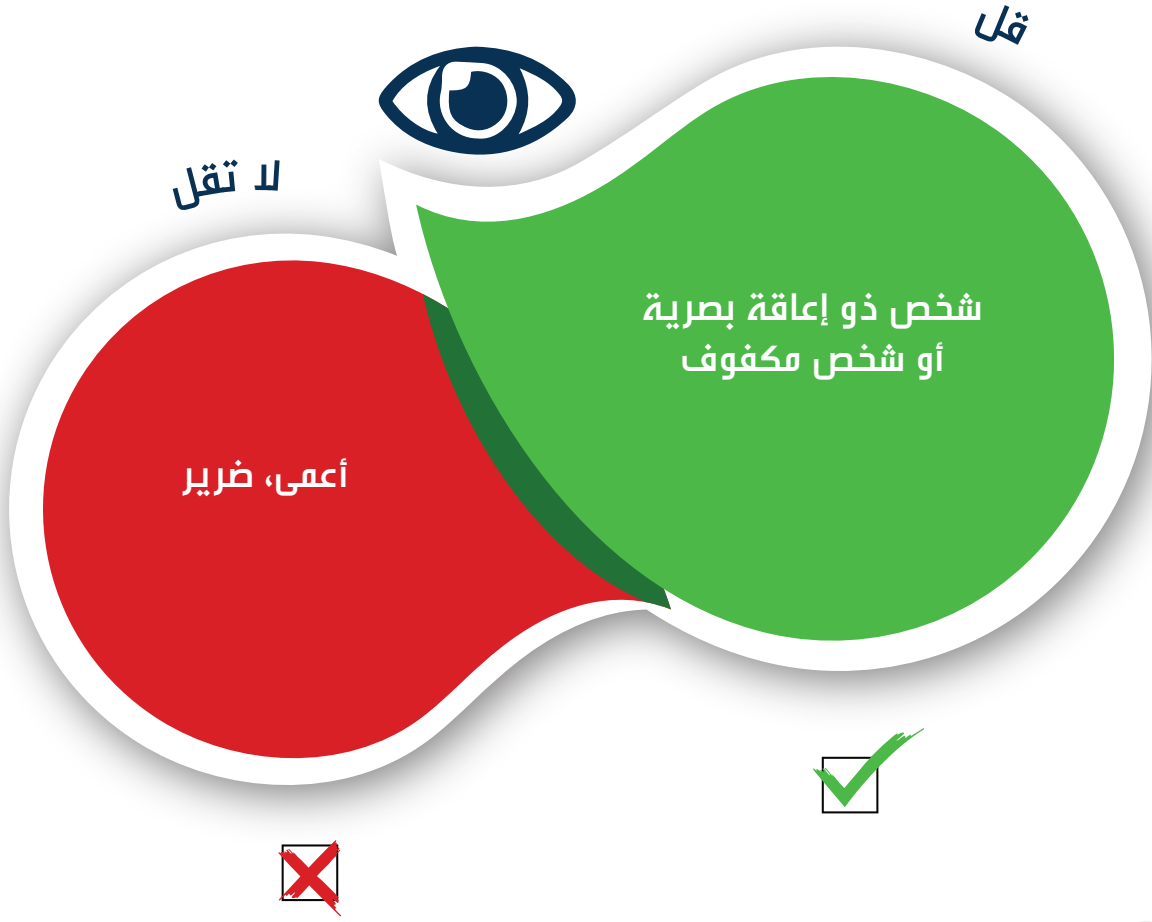 قل
شخص ذو إعاقة بصرية
أو شخص مكفوف
لا تقل
أعمى، ضرير